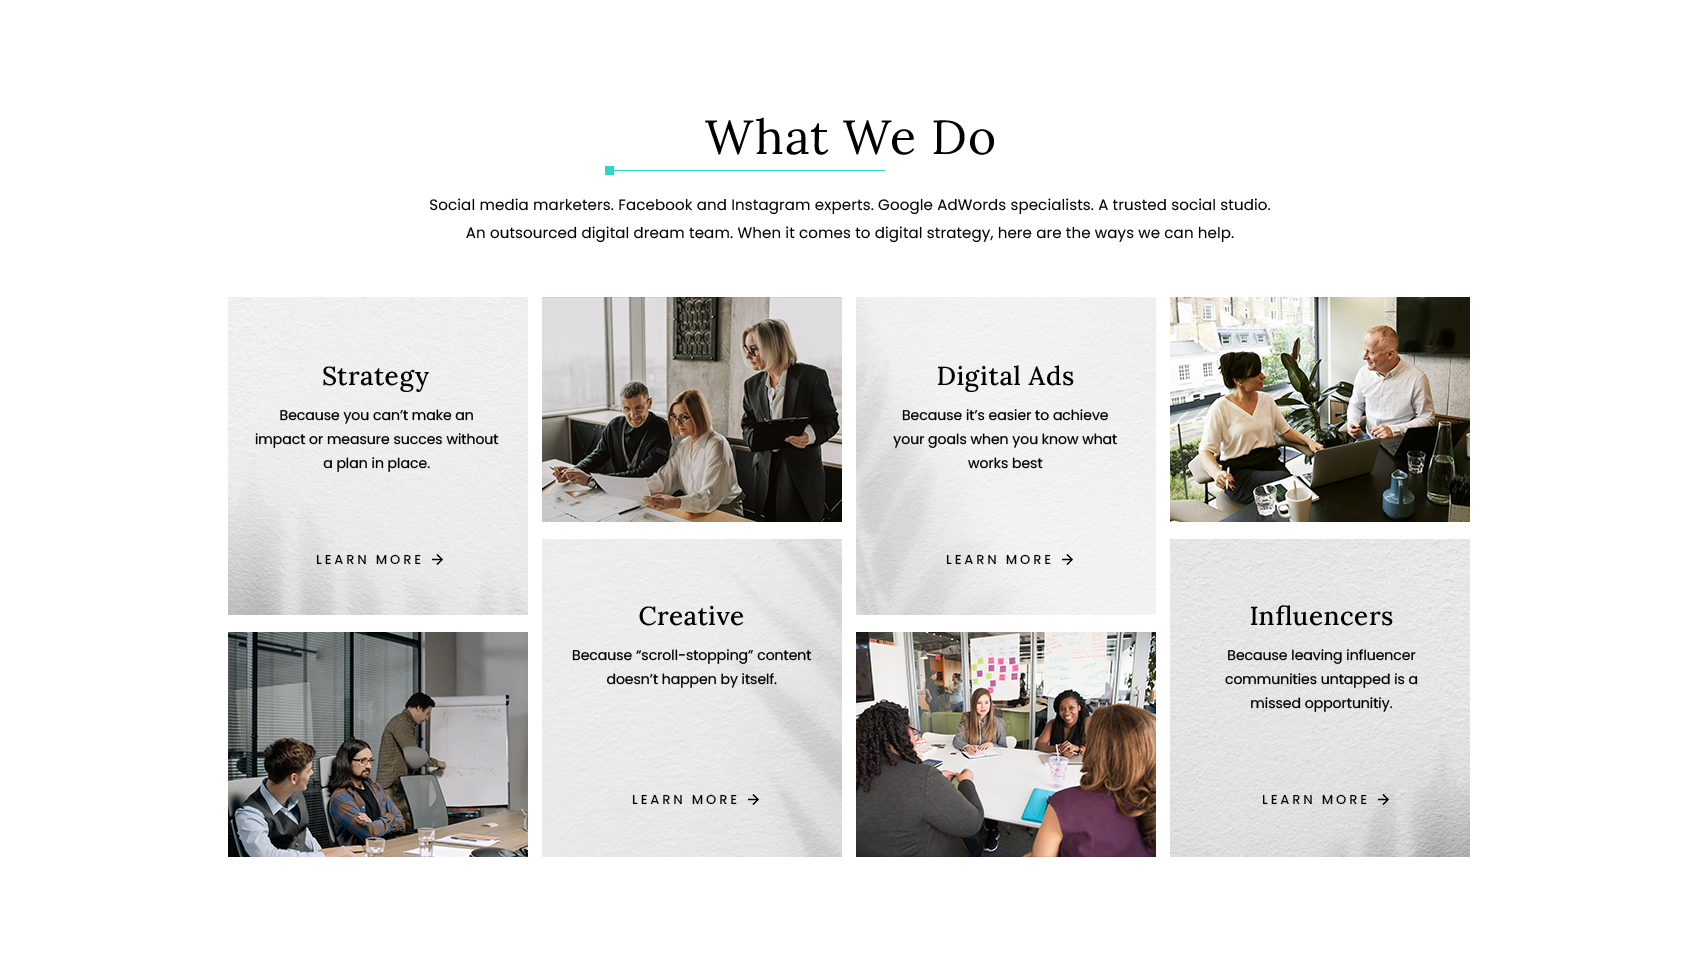 What We Do
Social media marketers. Facebook and Instagram experts. Google AdWords specialists. A trusted social studio.
An outsourced digital dream team. When it comes to digital strategy, here are the ways we can help.
Strategy
Because you can’t make an
impact or measure succes without
a plan in place.
LEARN MORE →
Creative
Because “scroll-stopping” content
doesn’t happen by itself.
LEARN MORE →
Digital Ads
Because it’s easier to achieve
your goals when you know what
works best
LEARN MORE →
Influencers
Because leaving influencer
communities untapped is a
missed opportunitiy.
LEARN MORE →